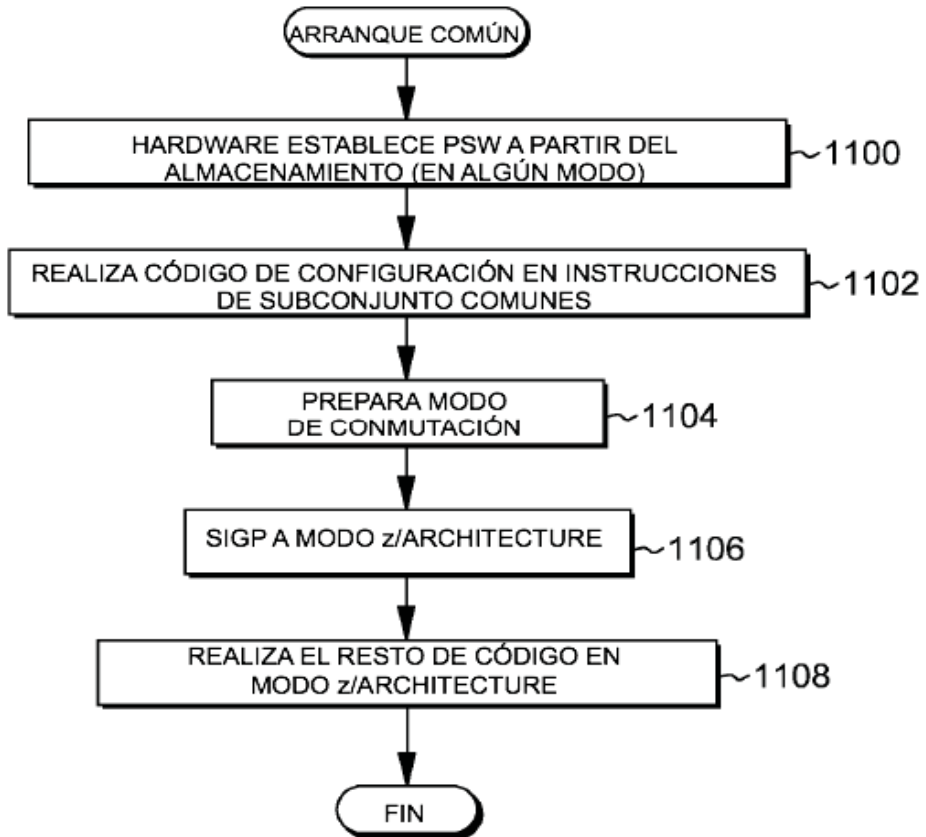 ARRANQUE COMÚN
HARDWARE ESTABLECE PSW A PARTIR DEL
ALMACENAMIENTO (EN ALGÚN MODO)
1100
REALIZA CÓDIGO DE CONFIGURACIÓN EN INSTRUCCIONES
DE SUBCONJUNTO COMUNES
1102
PREPARA MODO
DE CONMUTACIÓN
1104
SIGP A MODO z/ARCHITECTURE
1106
REALIZA EL RESTO DE CÓDIGO EN
MODO z/ARCHITECTURE
1108
FIN